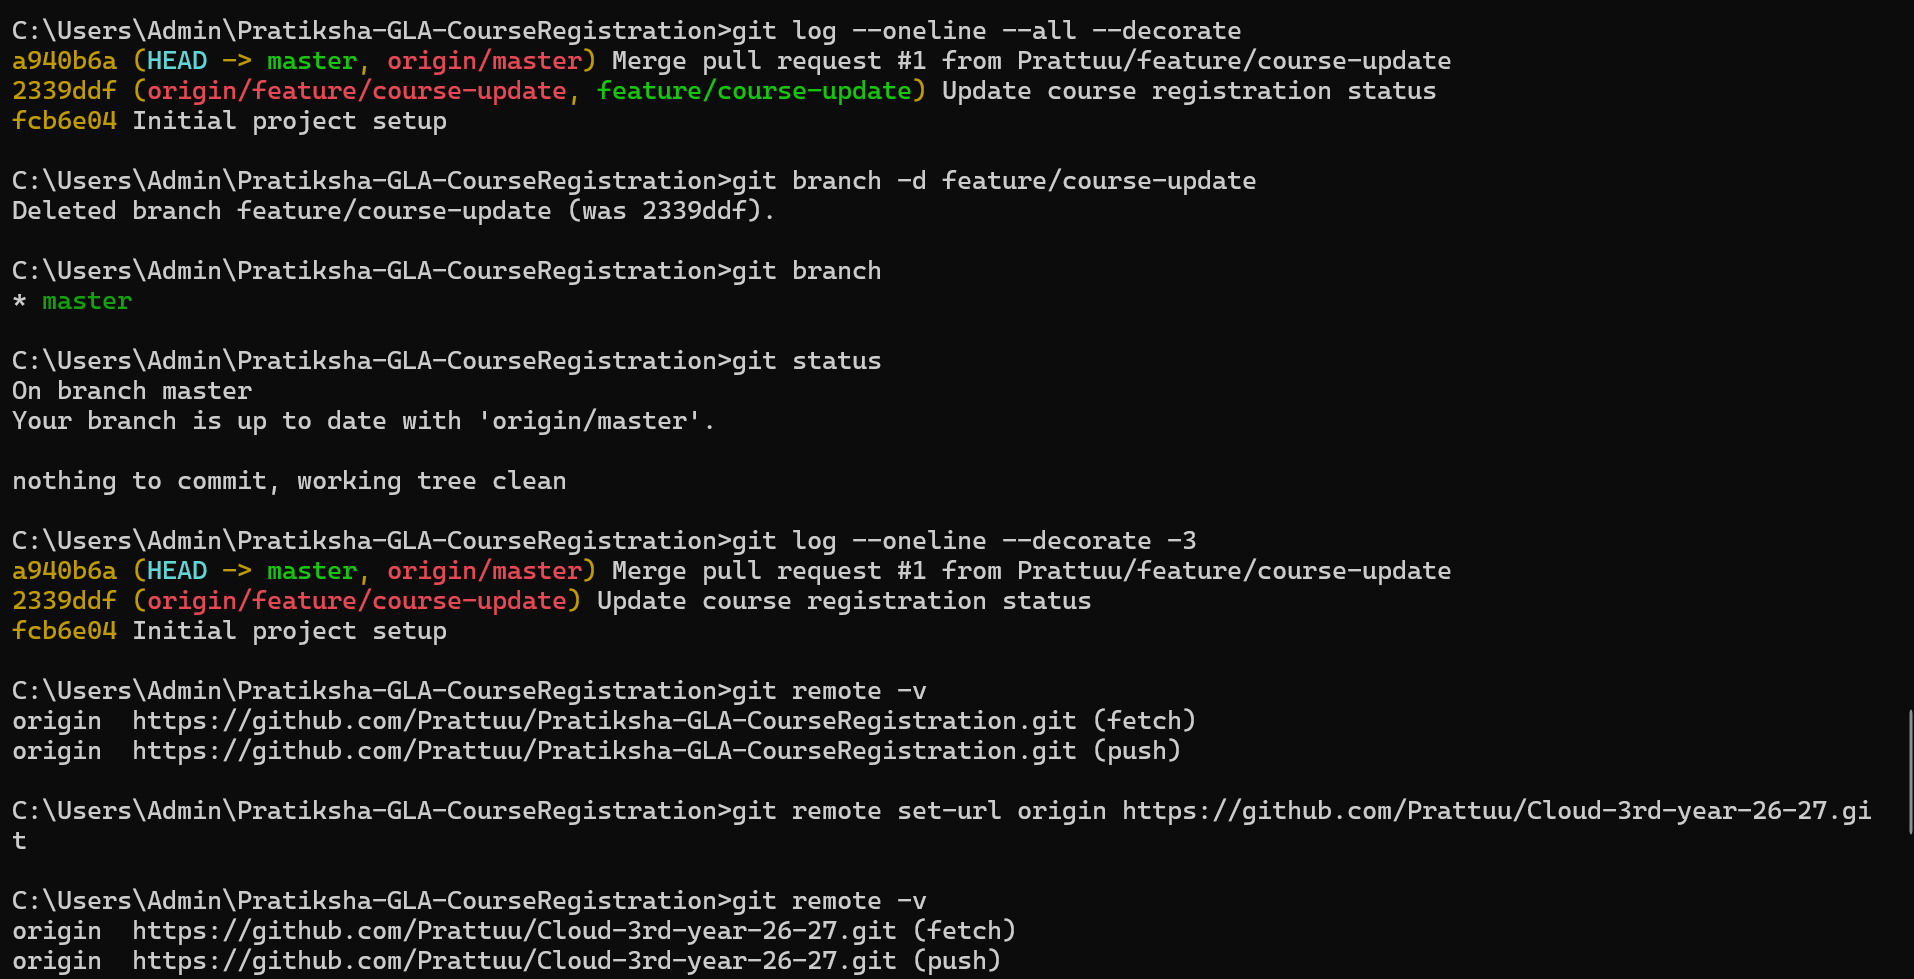 C:\Users\Admin\Pratiksha-GLA-CourseRegistration>git log --oneline --all --decorate
a940b6a (HEAD -> master, origin/master) Merge pull request #1 from Prattuu/feature/course-update
2339ddf (origin/feature/course-update, feature/course-update) Update course registration status
fcb6e04 Initial project setup
C:\Users\Admin\Pratiksha-GLA-CourseRegistration>git branch -d feature/course-update
Deleted branch feature/course-update (was 2339ddf).
C:\Users\Admin\Pratiksha-GLA-CourseRegistration>git branch
* master
C:\Users\Admin\Pratiksha-GLA-CourseRegistration>git status
On branch master
Your branch is up to date with 'origin/master'.
nothing to commit, working tree clean
C:\Users\Admin\Pratiksha-GLA-CourseRegistration>git log --oneline --decorate -3
a940b6a (HEAD -> master, origin/master) Merge pull request #1 from Prattuu/feature/course-update
2339ddf (origin/feature/course-update) Update course registration status
fcb6e04 Initial project setup
C:\Users\Admin\Pratiksha-GLA-CourseRegistration>git remote -v
origin  https://github.com/Prattuu/Pratiksha-GLA-CourseRegistration.git (fetch)
origin  https://github.com/Prattuu/Pratiksha-GLA-CourseRegistration.git (push)
C:\Users\Admin\Pratiksha-GLA-CourseRegistration>git remote set-url origin https://github.com/Prattuu/Cloud-3rd-year-26-27.gi
t
C:\Users\Admin\Pratiksha-GLA-CourseRegistration>git remote -v
origin  https://github.com/Prattuu/Cloud-3rd-year-26-27.git (fetch)
origin  https://github.com/Prattuu/Cloud-3rd-year-26-27.git (push)